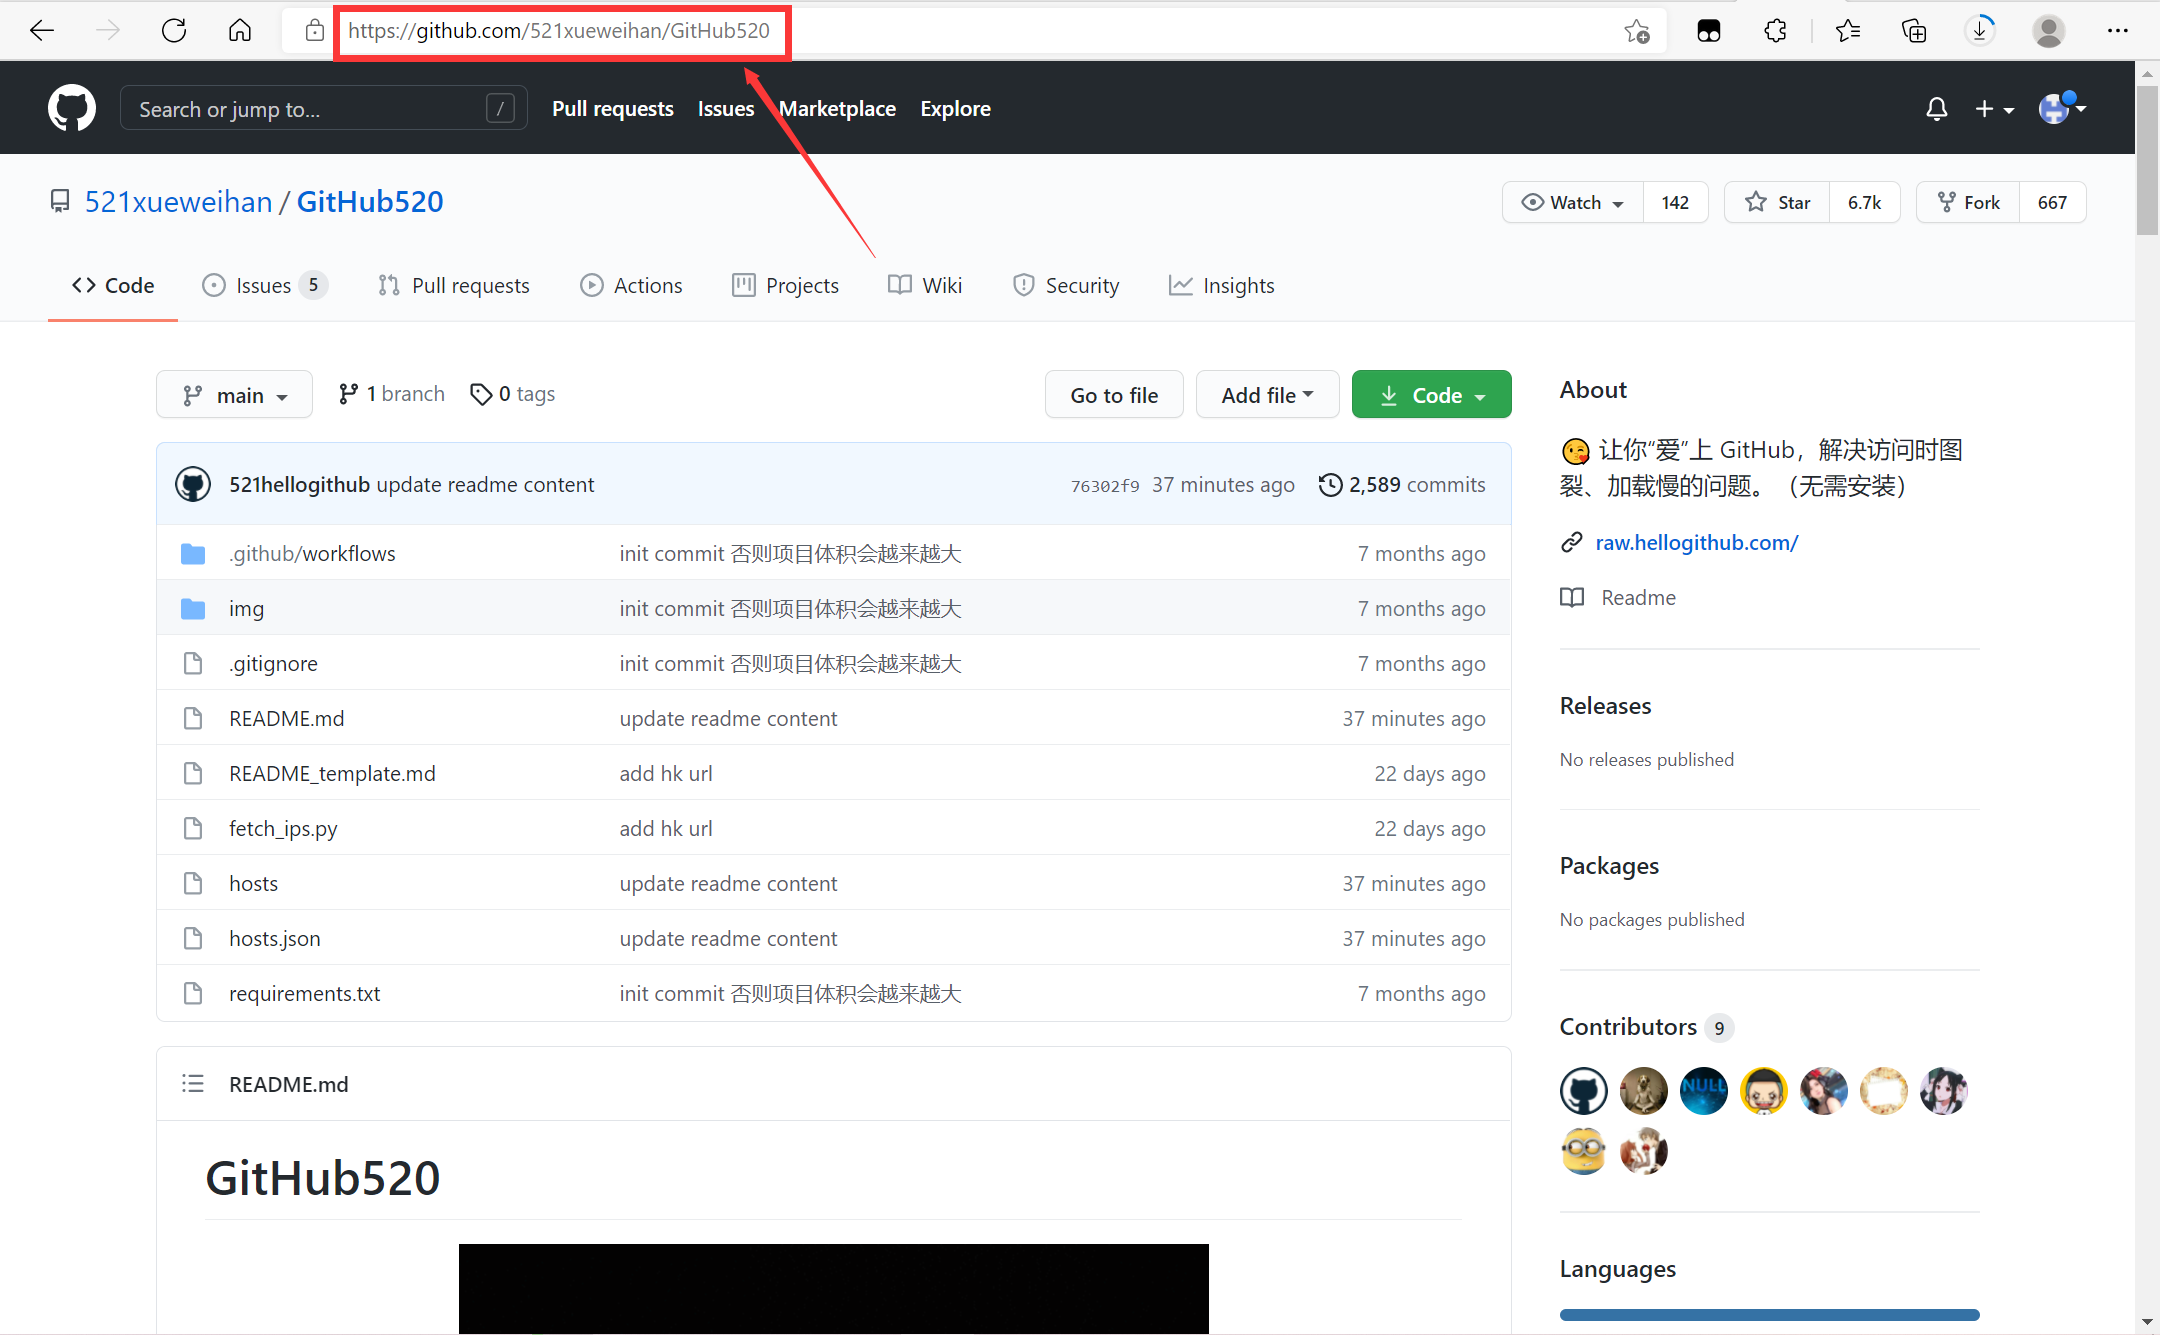 https://github.com/521xueweihan/GitHub520
Search or jump to... /
Pull requests Issues Marketplace Explore
521xueweihan / GitHub520
Watch 142 Star 6.7k Fork 667
Code Issues 5 Pull requests Actions Projects Wiki Security Insights
main 1 branch 0 tags Go to file Add file Code
521hellogithub update readme content 76302f9 37 minutes ago 2,589 commits
.github/workflows init commit 否则项目体积会越来越大 7 months ago
img init commit 否则项目体积会越来越大 7 months ago
.gitignore init commit 否则项目体积会越来越大 7 months ago
README.md update readme content 37 minutes ago
README_template.md add hk url 22 days ago
fetch_ips.py add hk url 22 days ago
hosts update readme content 37 minutes ago
hosts.json update readme content 37 minutes ago
requirements.txt init commit 否则项目体积会越来越大 7 months ago
README.md
GitHub520
About
让你“爱”上 GitHub，解决访问时图
裂、加载慢的问题。（无需安装）
raw.hellogithub.com/
Readme
Releases
No releases published
Packages
No packages published
Contributors 9
NULL
Languages